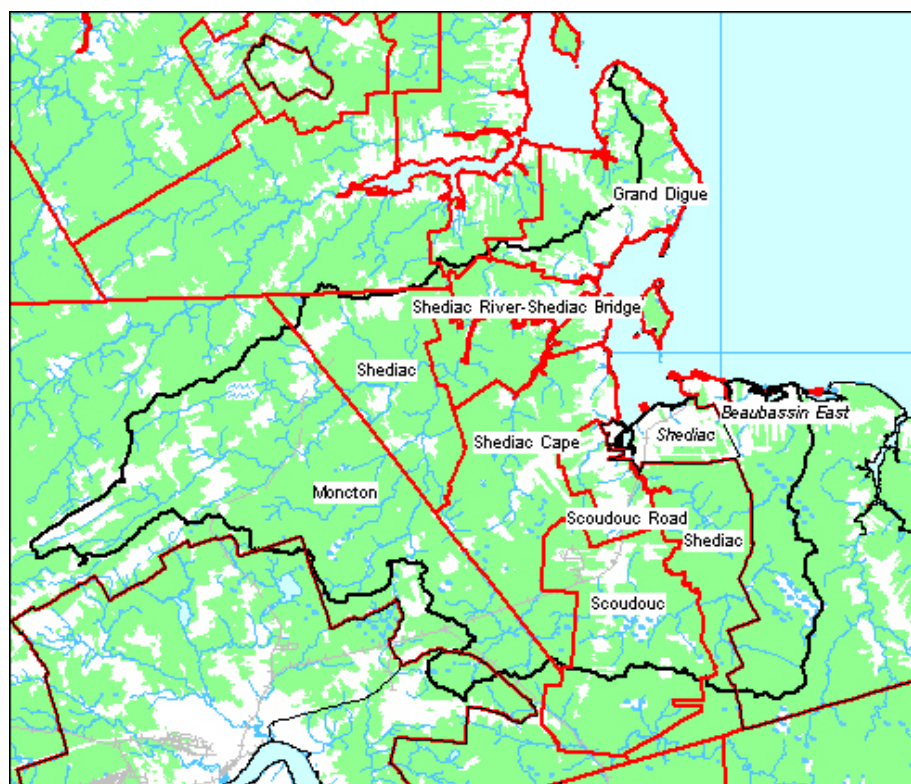 Grand Digue
Shediac River-Shediac Bridge
Shediac
Beaubassin East
Shediac
Shediac Cape
Moncton
Scoudouc Road
Shediac
Scoudouc